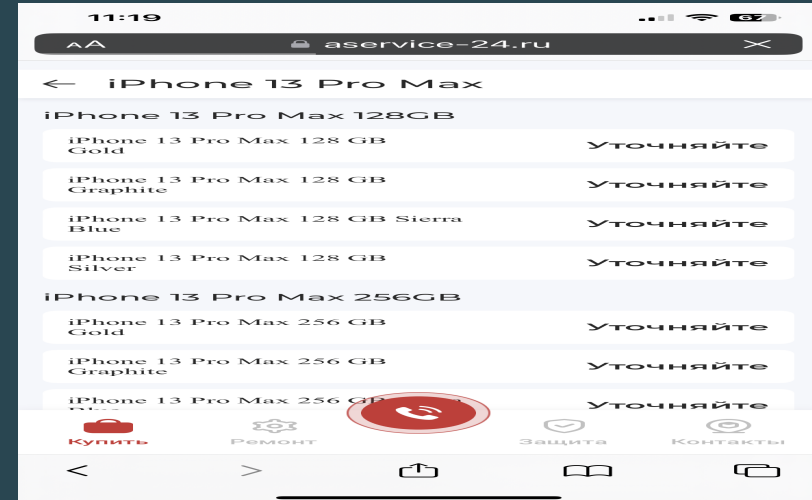 11:19
67
AA
aservice-24.ru
iPhone 13 Pro Max
iPhone 13 Pro Max 128GB
iPhone 13 Pro Max 128 GB
Gold
Уточняйте
iPhone 13 Pro Max 128 GB
Graphite
Уточняйте
iPhone 13 Pro Max 128 GB Sierra
Blue
Уточняйте
iPhone 13 Pro Max 128 GB
Silver
Уточняйте
iPhone 13 Pro Max 256GB
iPhone 13 Pro Max 256 GB
Gold
Уточняйте
iPhone 13 Pro Max 256 GB
Graphite
Уточняйте
iPhone 13 Pro Max 256
Уточняйте
Купить
Ремонт
Защита
Контакты